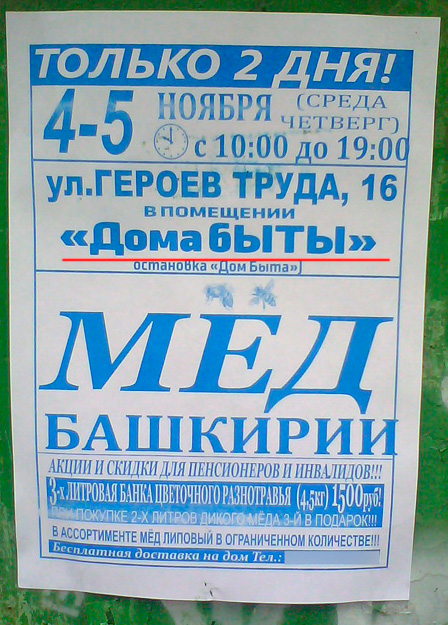 ТОЛЬКО 2 ДНЯ!
4-5 НОЯБРЯ (СРЕДА ЧЕТВЕРГ)
с 10:00 до 19:00
ул.ГЕРОЕВ ТРУДА, 16
В ПОМЕЩЕНИИ
«Дома БЫТЫ»
остановка «Дом Быта»
МЕД
БАШКИРИИ
АКЦИИ И СКИДКИ ДЛЯ ПЕНСИОНЕРОВ И ИНВАЛИДОВ!!!
3-х ЛИТРОВАЯ БАНКА ЦВЕТОЧНОГО РАЗНОТРАВЬЯ (4,5кг) 1500руб!
ПРИ ПОКУПКЕ 2-Х ЛИТРОВ ДИКОГО МЁДА 3-Й В ПОДАРОК!!!
В АССОРТИМЕНТЕ МЁД ЛИПОВЫЙ В ОГРАНИЧЕННОМ КОЛИЧЕСТВЕ!!!
Бесплатная доставка на дом Тел.: